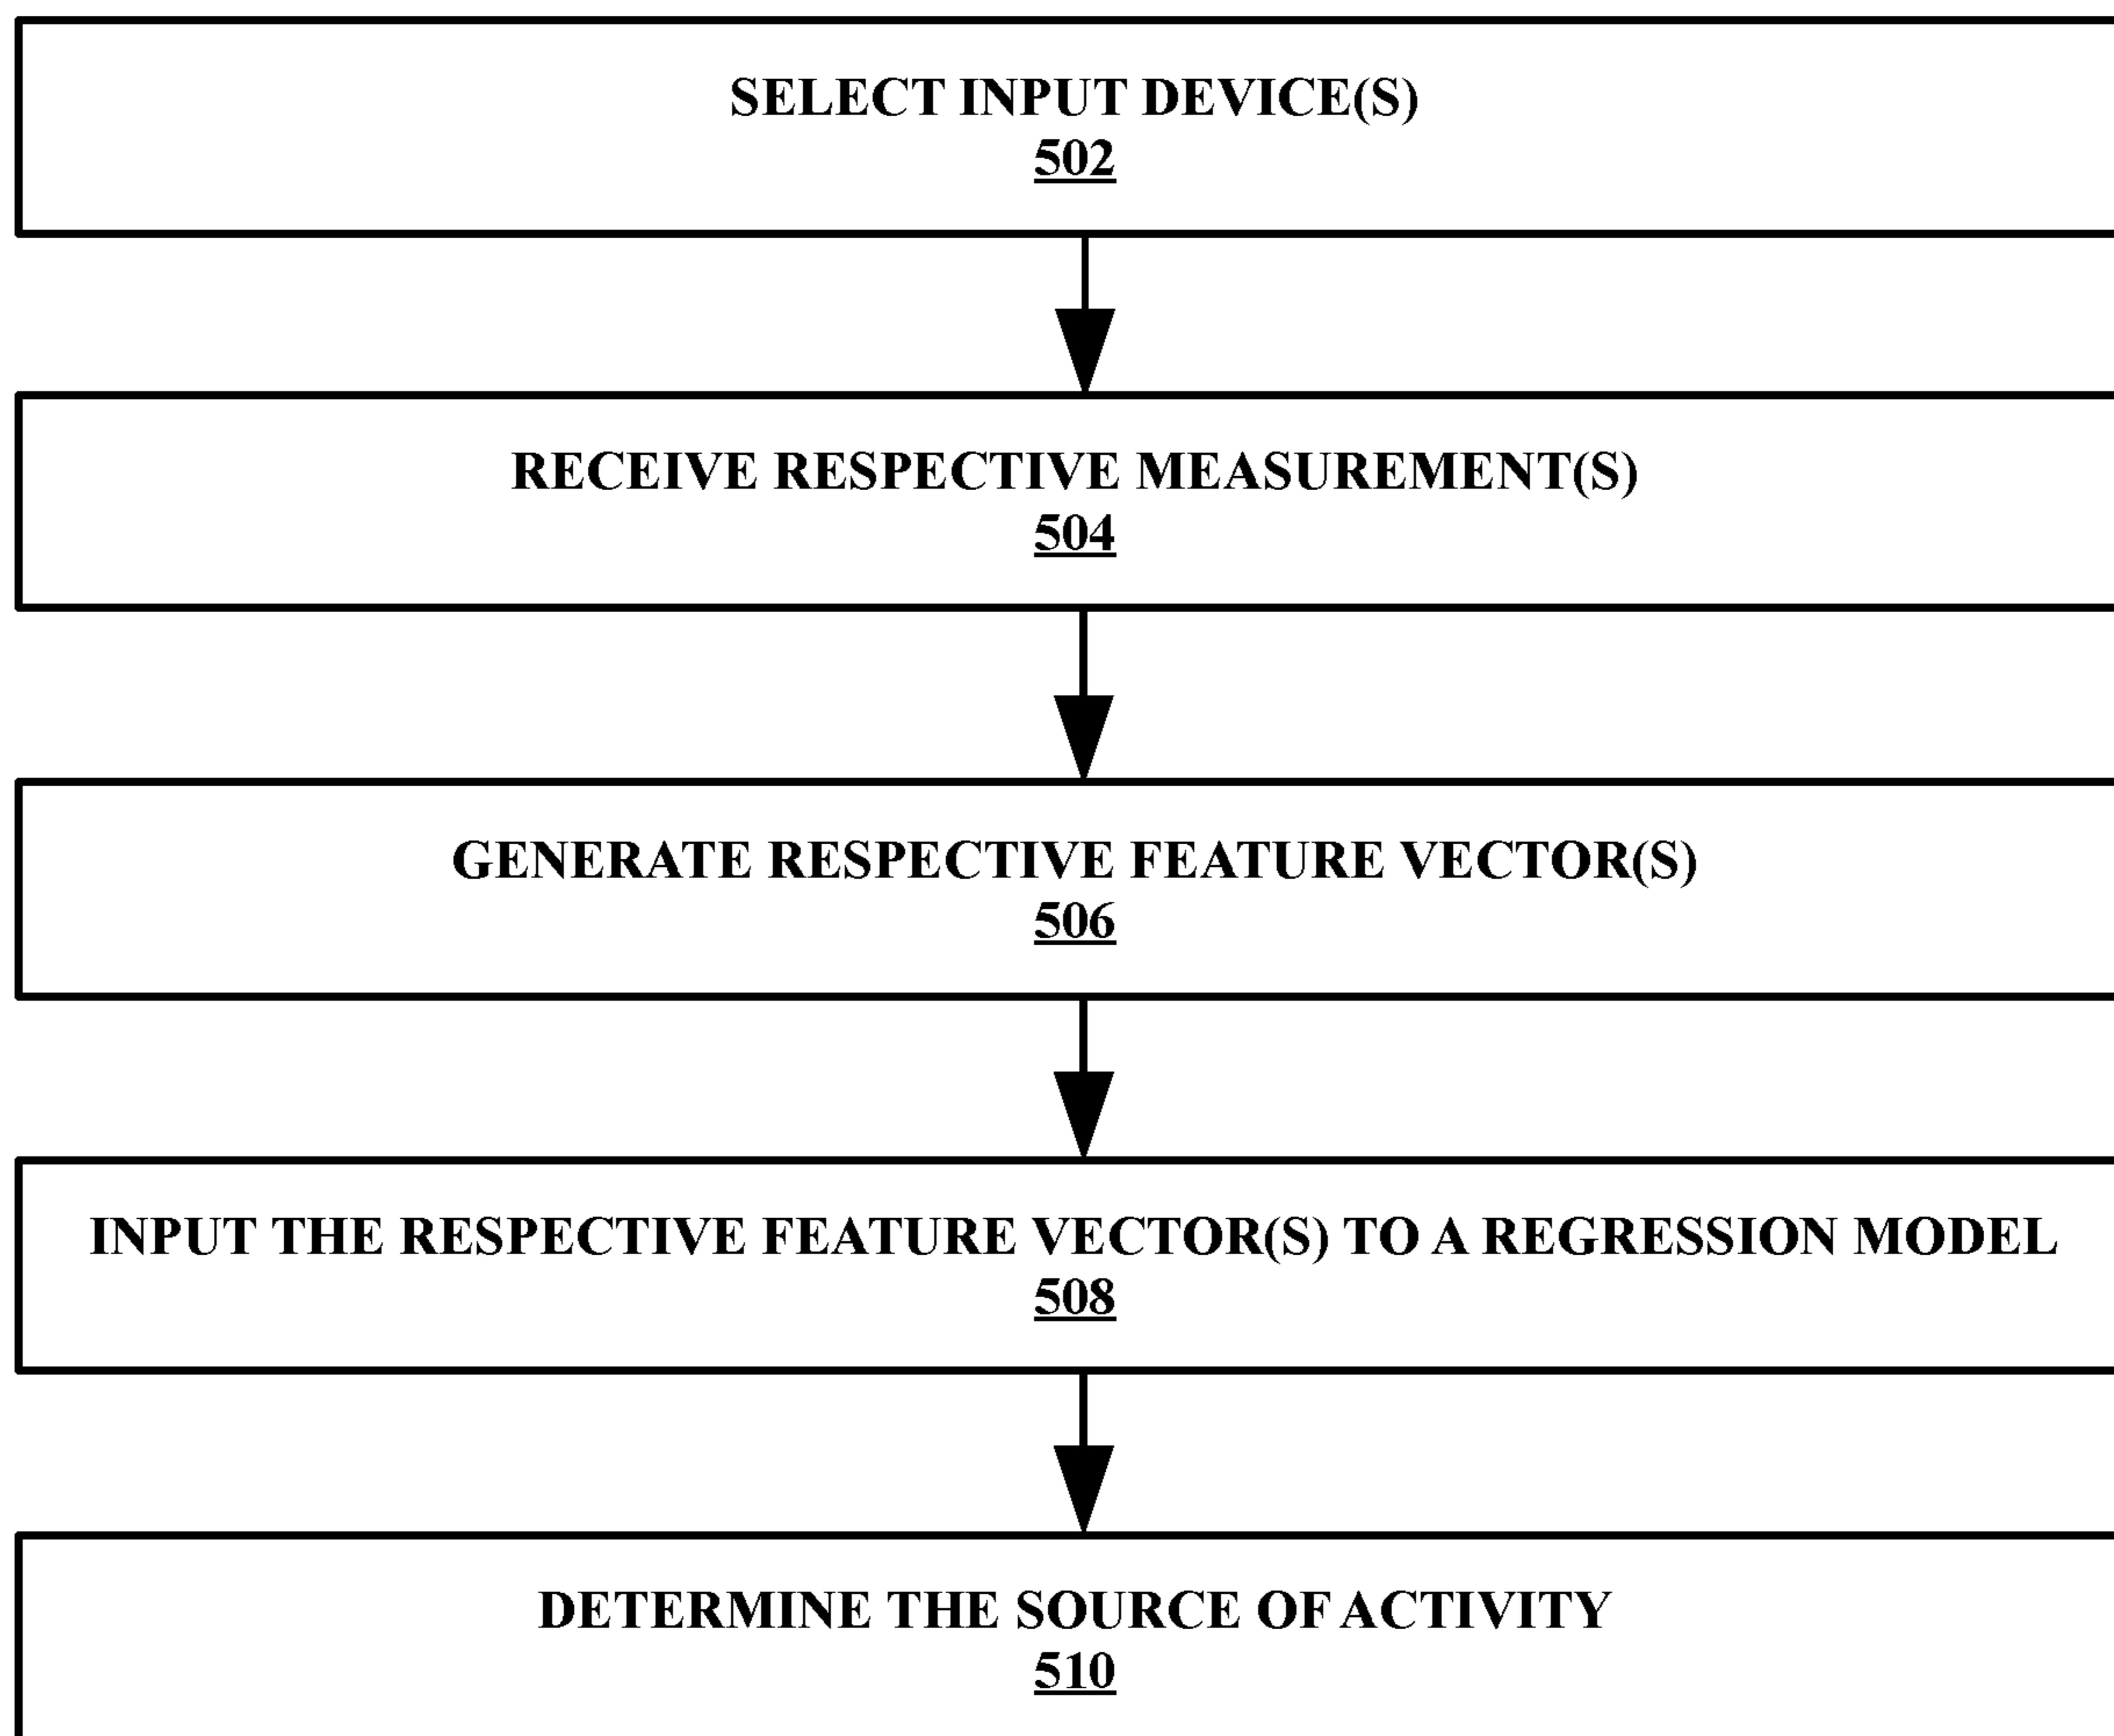 SELECT INPUT DEVICE(S)
502
RECEIVE RESPECTIVE MEASUREMENT(S)
504
GENERATE RESPECTIVE FEATURE VECTOR(S)
506
INPUT THE RESPECTIVE FEATURE VECTOR(S) TO A REGRESSION MODEL
508
DETERMINE THE SOURCE OF ACTIVITY
510